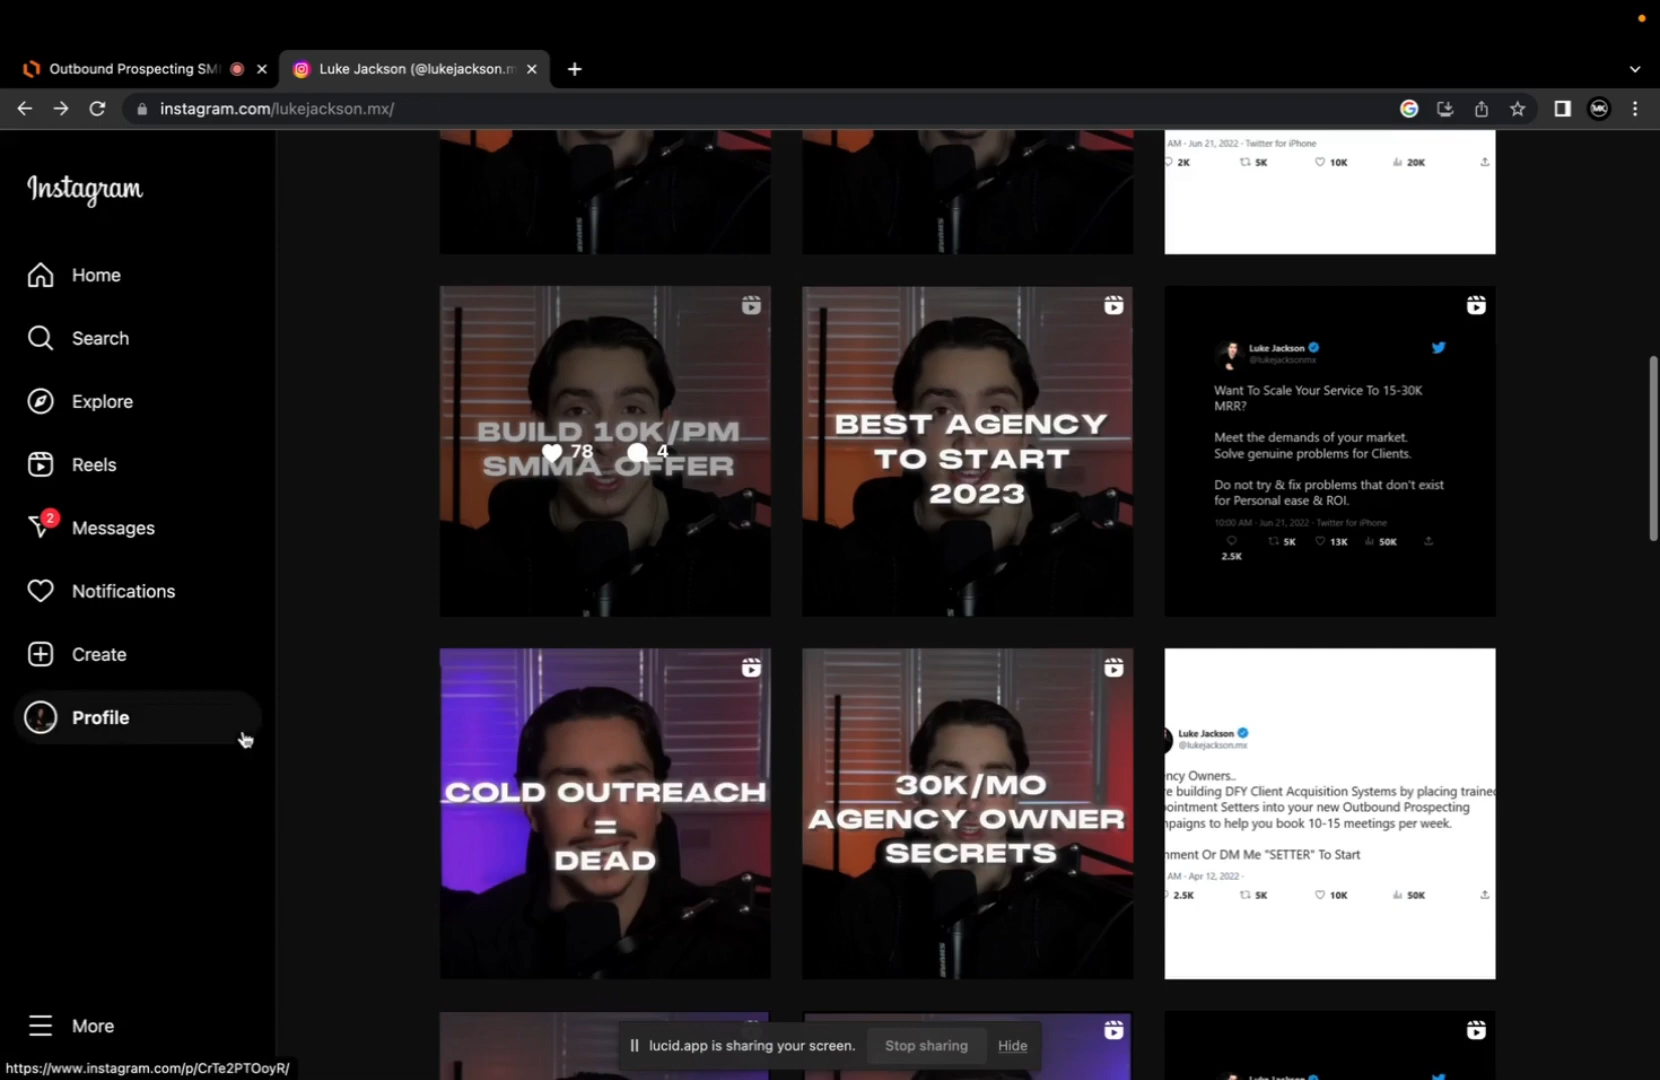 Outbound Prospecting SM
Luke Jackson (@lukejackson.m
instagram.com/lukejackson.mx/
Instagram
Home
Search
Explore
Reels
2
Messages
Notifications
Create
Profile
More
AM · Jun 21, 2022 · Twitter for iPhone
2K 5K 10K 20K
BUILD 10K/PM
78 4
SMMA OFFER
BEST AGENCY
TO START
2023
Luke Jackson
@lukejacksonmx
Want To Scale Your Service To 15-30K
MRR?
Meet the demands of your market.
Solve genuine problems for Clients.
Do not try & fix problems that don't exist
for Personal ease & ROI.
10:00 AM · Jun 21, 2022 · Twitter for iPhone
5K 13K 50K
2.5K
COLD OUTREACH
=
DEAD
30K/MO
AGENCY OWNER
SECRETS
Luke Jackson
@lukejackson.mx
ncy Owners..
e building DFY Client Acquisition Systems by placing trained
ointment Setters into your new Outbound Prospecting
paigns to help you book 10-15 meetings per week.
ment Or DM Me "SETTER" To Start
AM · Apr 12, 2022 ·
2.5K 5K 10K 50K
Luke Jackson
lucid.app is sharing your screen. Stop sharing Hide
https://www.instagram.com/p/CrTe2PTOoyR/